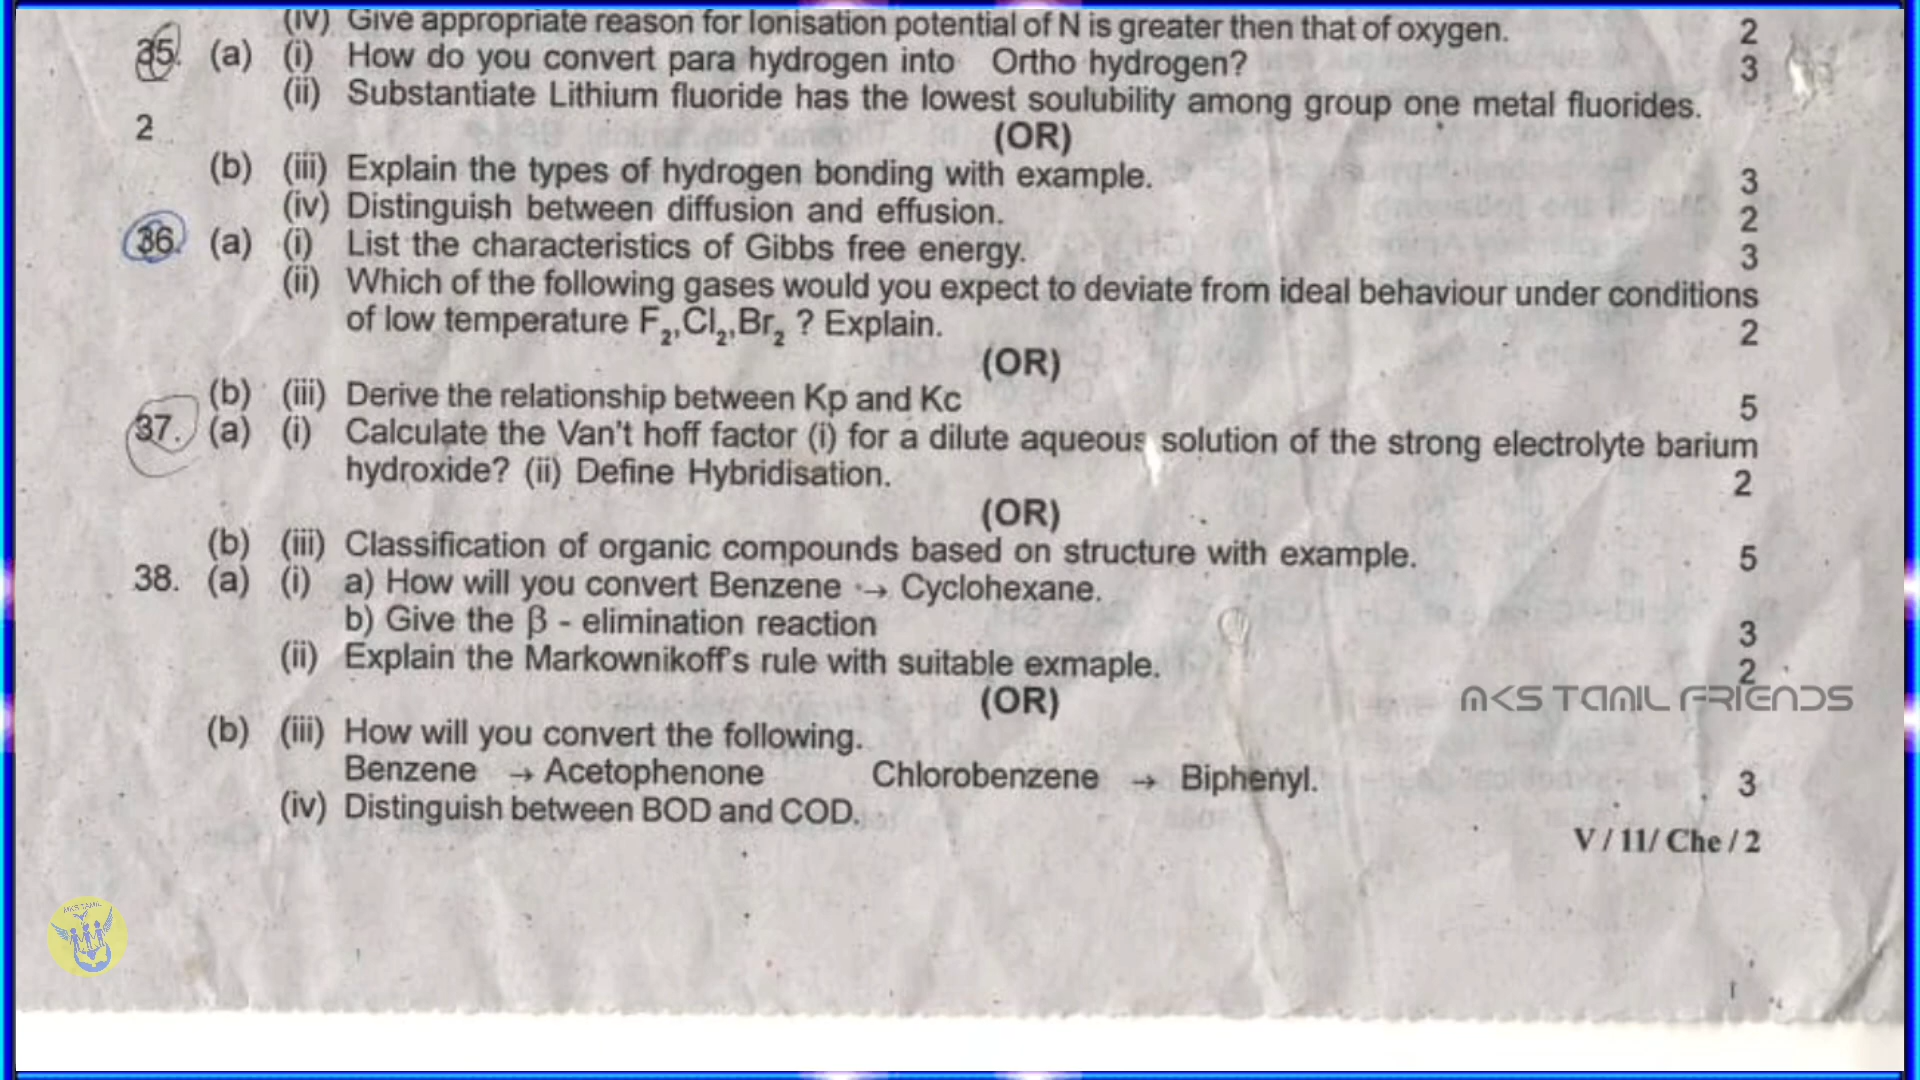 (iv) Give appropriate reason for Ionisation potential of N is greater then that of oxygen. 2
35. (a) (i) How do you convert para hydrogen into Ortho hydrogen? 3
(ii) Substantiate Lithium fluoride has the lowest soulubility among group one metal fluorides.
2 (OR)
(b) (iii) Explain the types of hydrogen bonding with example. 3
(iv) Distinguish between diffusion and effusion. 2
36. (a) (i) List the characteristics of Gibbs free energy. 3
(ii) Which of the following gases would you expect to deviate from ideal behaviour under conditions
of low temperature F₂,Cl₂,Br₂ ? Explain. 2
(OR)
(b) (iii) Derive the relationship between Kp and Kc 5
37. (a) (i) Calculate the Van't hoff factor (i) for a dilute aqueous solution of the strong electrolyte barium
hydroxide? (ii) Define Hybridisation. 2
(OR)
(b) (iii) Classification of organic compounds based on structure with example. 5
38. (a) (i) a) How will you convert Benzene → Cyclohexane.
b) Give the β - elimination reaction 3
(ii) Explain the Markownikoff's rule with suitable exmaple. 2
(OR)
MKS TAMIL FRIENDS
(b) (iii) How will you convert the following.
Benzene → Acetophenone Chlorobenzene → Biphenyl. 3
(iv) Distinguish between BOD and COD.
V / 11/ Che / 2
MKS TAMIL